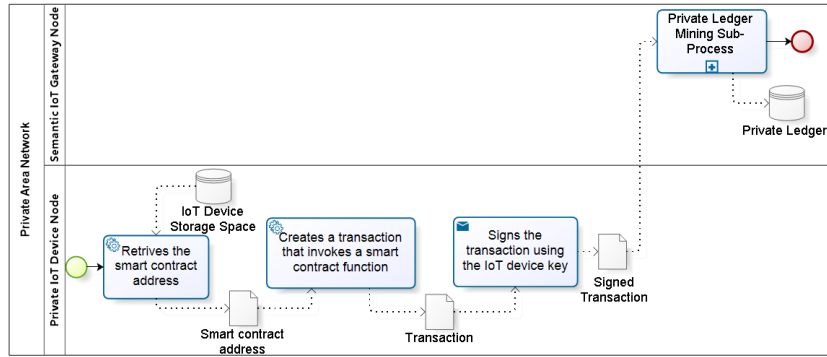 Private Area Network
Semantic IoT Gateway Node
Private Ledger
Mining Sub-
Process
Private Ledger
Private IoT Device Node
IoT Device
Storage Space
Retrives the
smart contract
address
Smart contract
address
Creates a transaction
that invokes a smart
contract function
Transaction
Signs the
transaction using
the IoT device key
Signed
Transaction